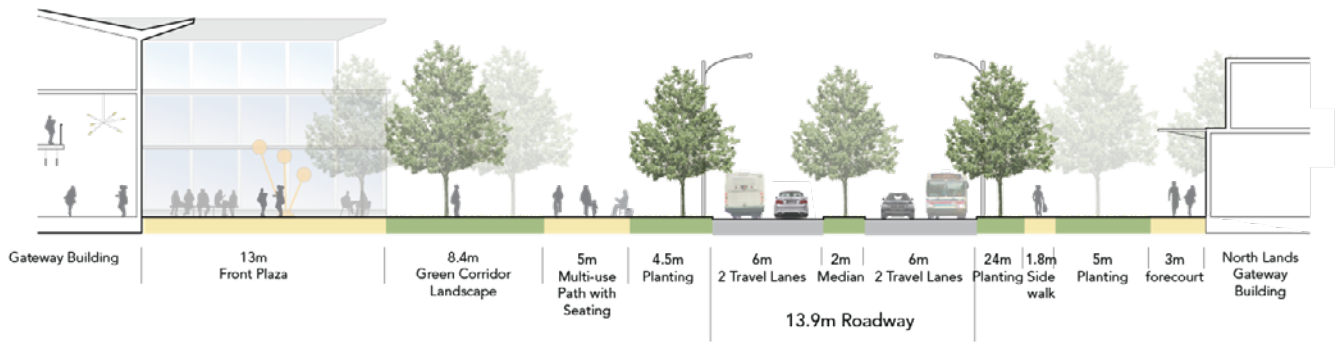 Gateway Building
13m
Front Plaza
8.4m
Green Corridor
Landscape
5m
Multi-use
Path with
Seating
4.5m
Planting
6m
2 Travel Lanes
2m
Median
6m
2 Travel Lanes
24m
Planting
1.8m
Side
walk
5m
Planting
3m
forecourt
North Lands
Gateway
Building
13.9m Roadway